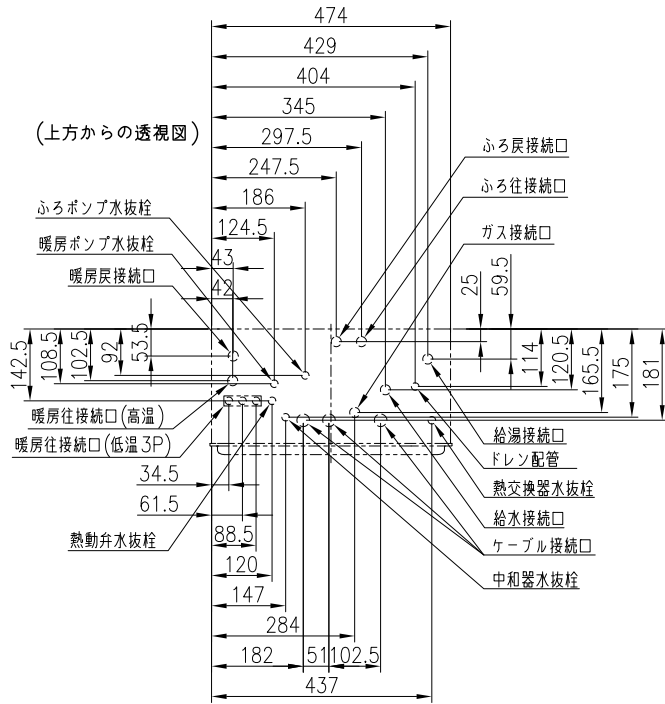 474
429
404
345
(上方からの透視図)
297.5
ふろ戻接続口
247.5
ふろ往接続口
186
ふろポンプ水抜栓
124.5
ガス接続口
暖房ポンプ水抜栓
43
暖房戻接続口
42
25
59.5
142.5
108.5
102.5
92
53.5
114
120.5
165.5
175
181
暖房往接続口(高温)
暖房往接続口(低温3P)
給湯接続口
ドレン配管
34.5
熱交換器水抜栓
61.5
給水接続口
88.5
熱動弁水抜栓
ケーブル接続口
120
中和器水抜栓
147
284
182
51
102.5
437